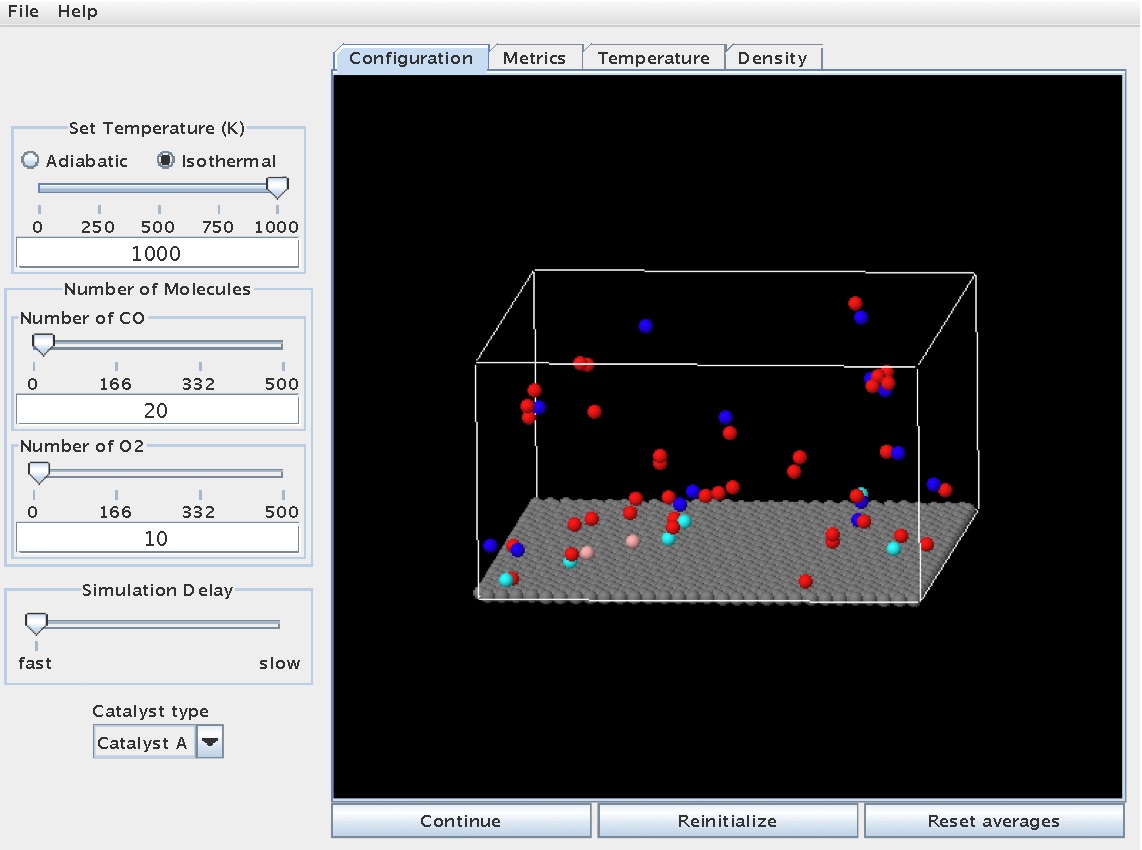 File Help
Configuration Metrics Temperature Density
Set Temperature (K)
Adiabatic Isothermal
0 250 500 750 1000
1000
Number of Molecules
Number of CO
0 166 332 500
20
Number of O2
0 166 332 500
10
Simulation Delay
fast slow
Catalyst type
Catalyst A
Continue Reinitialize Reset averages